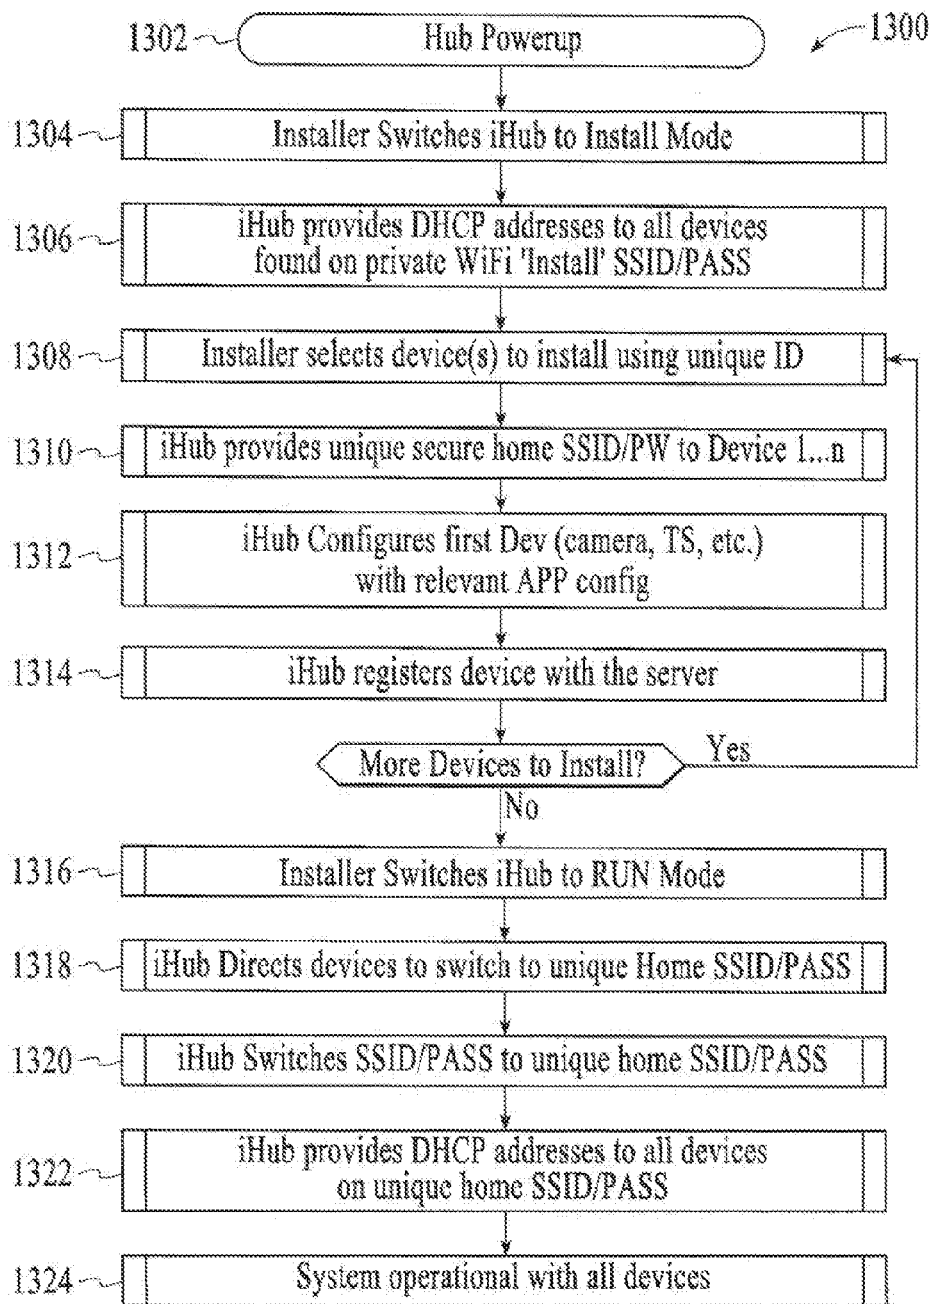 1302
Hub Powerup
1300
1304
Installer Switches iHub to Install Mode
1306
iHub provides DHCP addresses to all devices
found on private WiFi 'Install' SSID/PASS
1308
Installer selects device(s) to install using unique ID
1310
iHub provides unique secure home SSID/PW to Device 1...n
1312
iHub Configures first Dev (camera, TS, etc.)
with relevant APP config
1314
iHub registers device with the server
More Devices to Install?
Yes
No
1316
Installer Switches iHub to RUN Mode
1318
iHub Directs devices to switch to unique Home SSID/PASS
1320
iHub Switches SSID/PASS to unique home SSID/PASS
1322
iHub provides DHCP addresses to all devices
on unique home SSID/PASS
1324
System operational with all devices